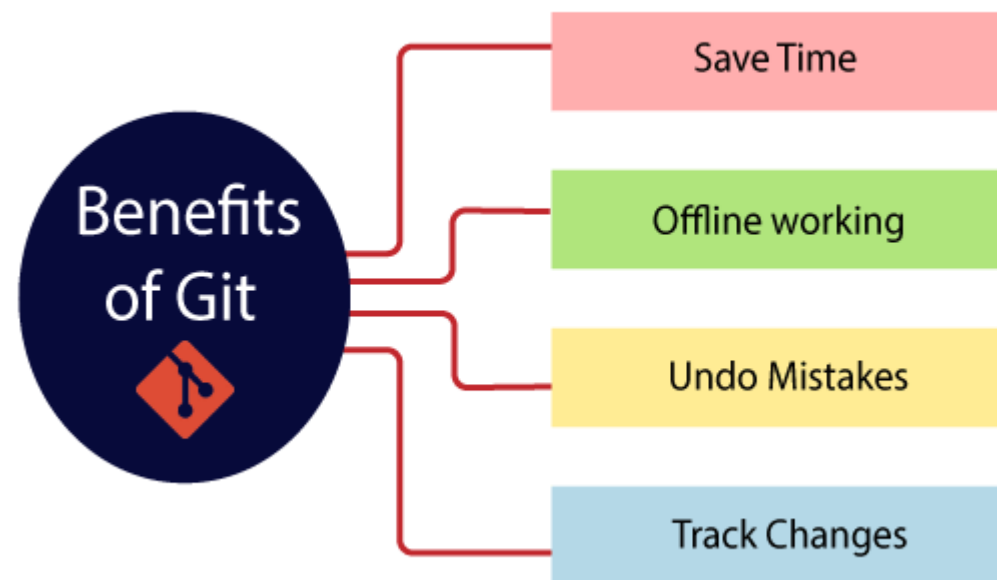 Benefits
of Git
Save Time
Offline working
Undo Mistakes
Track Changes